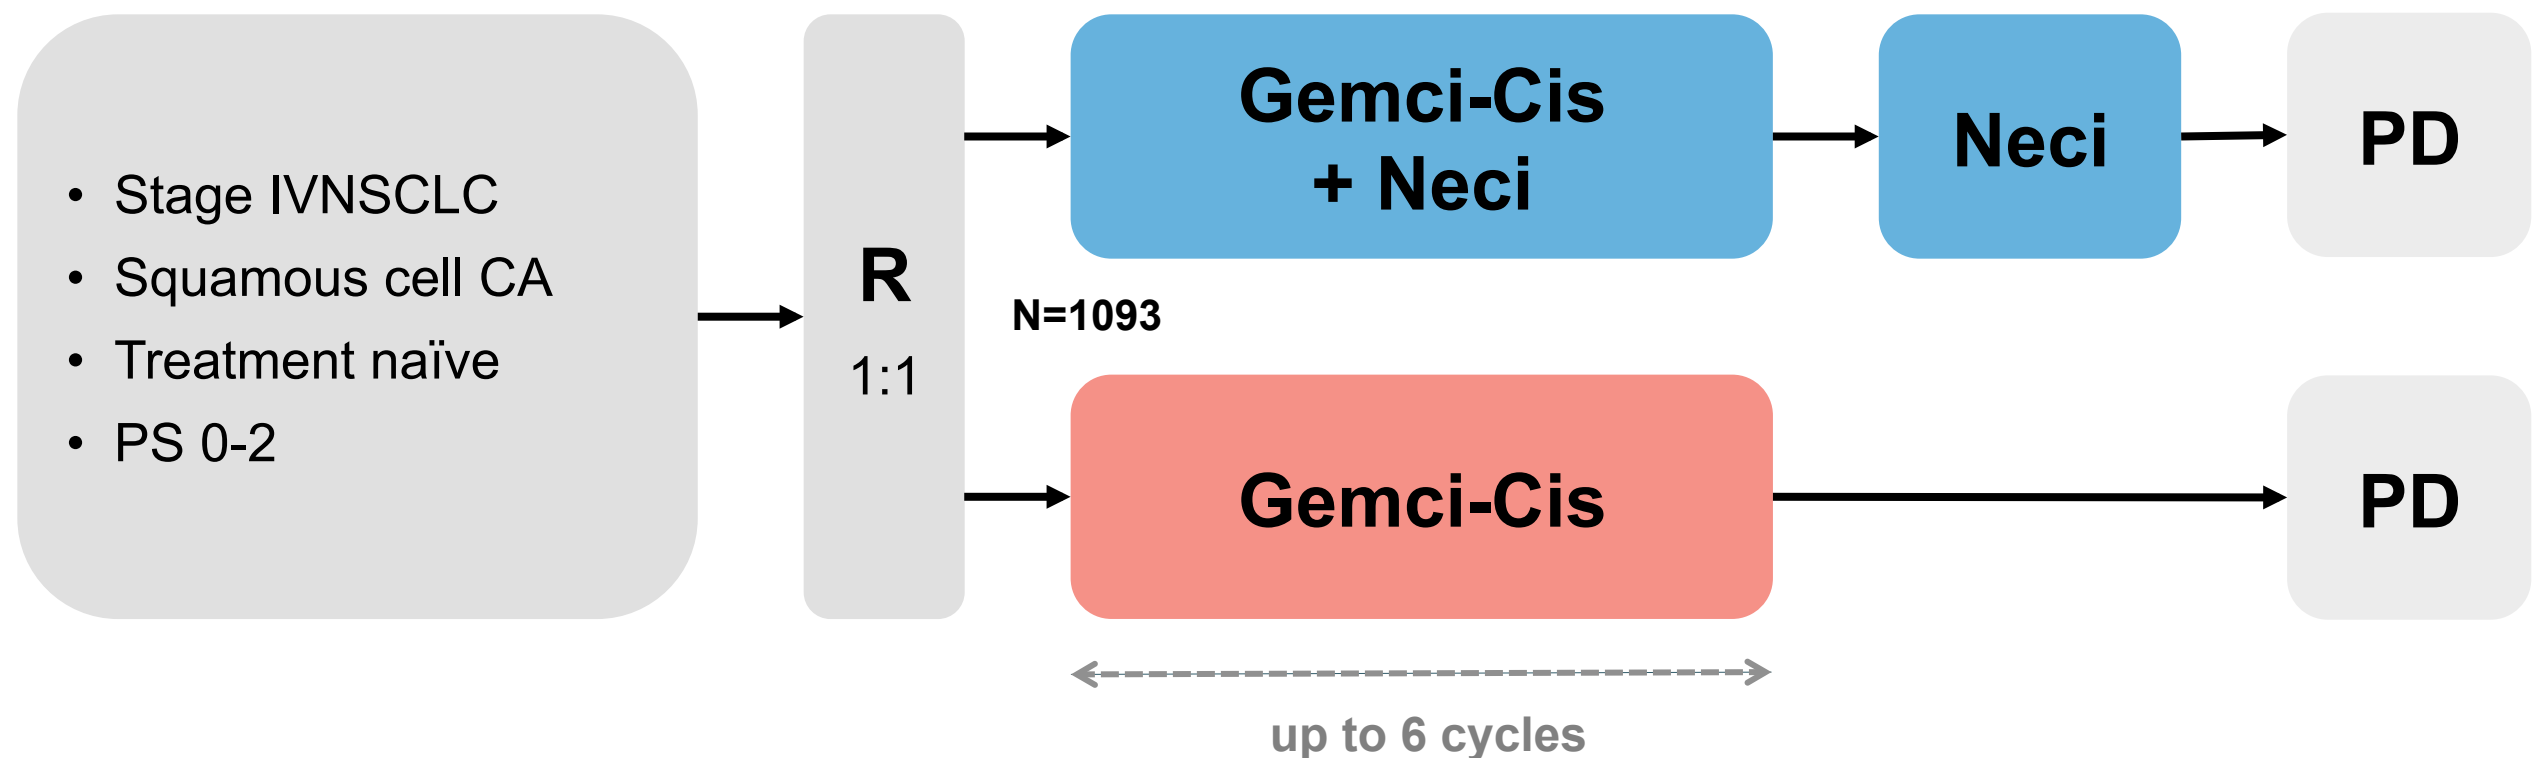 • Stage IVNSCLC
• Squamous cell CA
• Treatment naïve
• PS 0-2
R
1:1
N=1093
Gemci-Cis
+ Neci
Neci
PD
Gemci-Cis
PD
up to 6 cycles